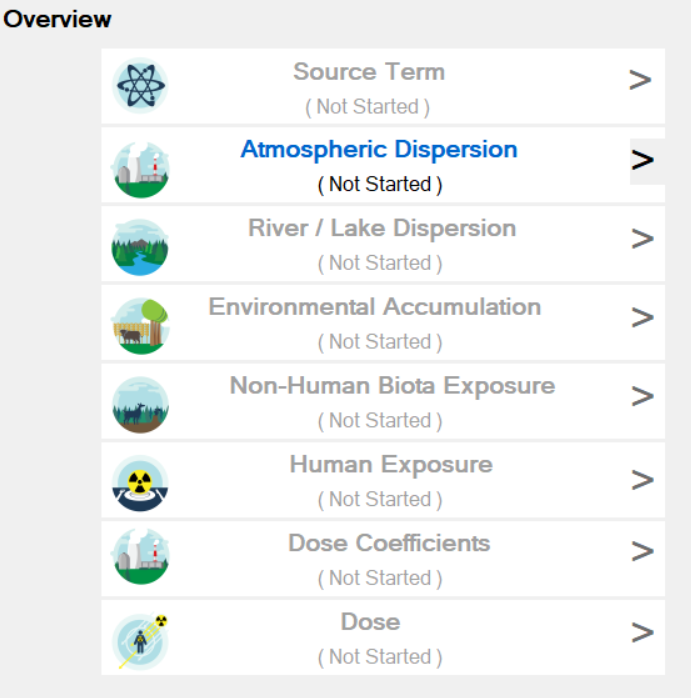 Overview
Source Term
( Not Started )
>
Atmospheric Dispersion
( Not Started )
>
River / Lake Dispersion
( Not Started )
>
Environmental Accumulation
( Not Started )
>
Non-Human Biota Exposure
( Not Started )
>
Human Exposure
( Not Started )
>
Dose Coefficients
( Not Started )
>
Dose
( Not Started )
>